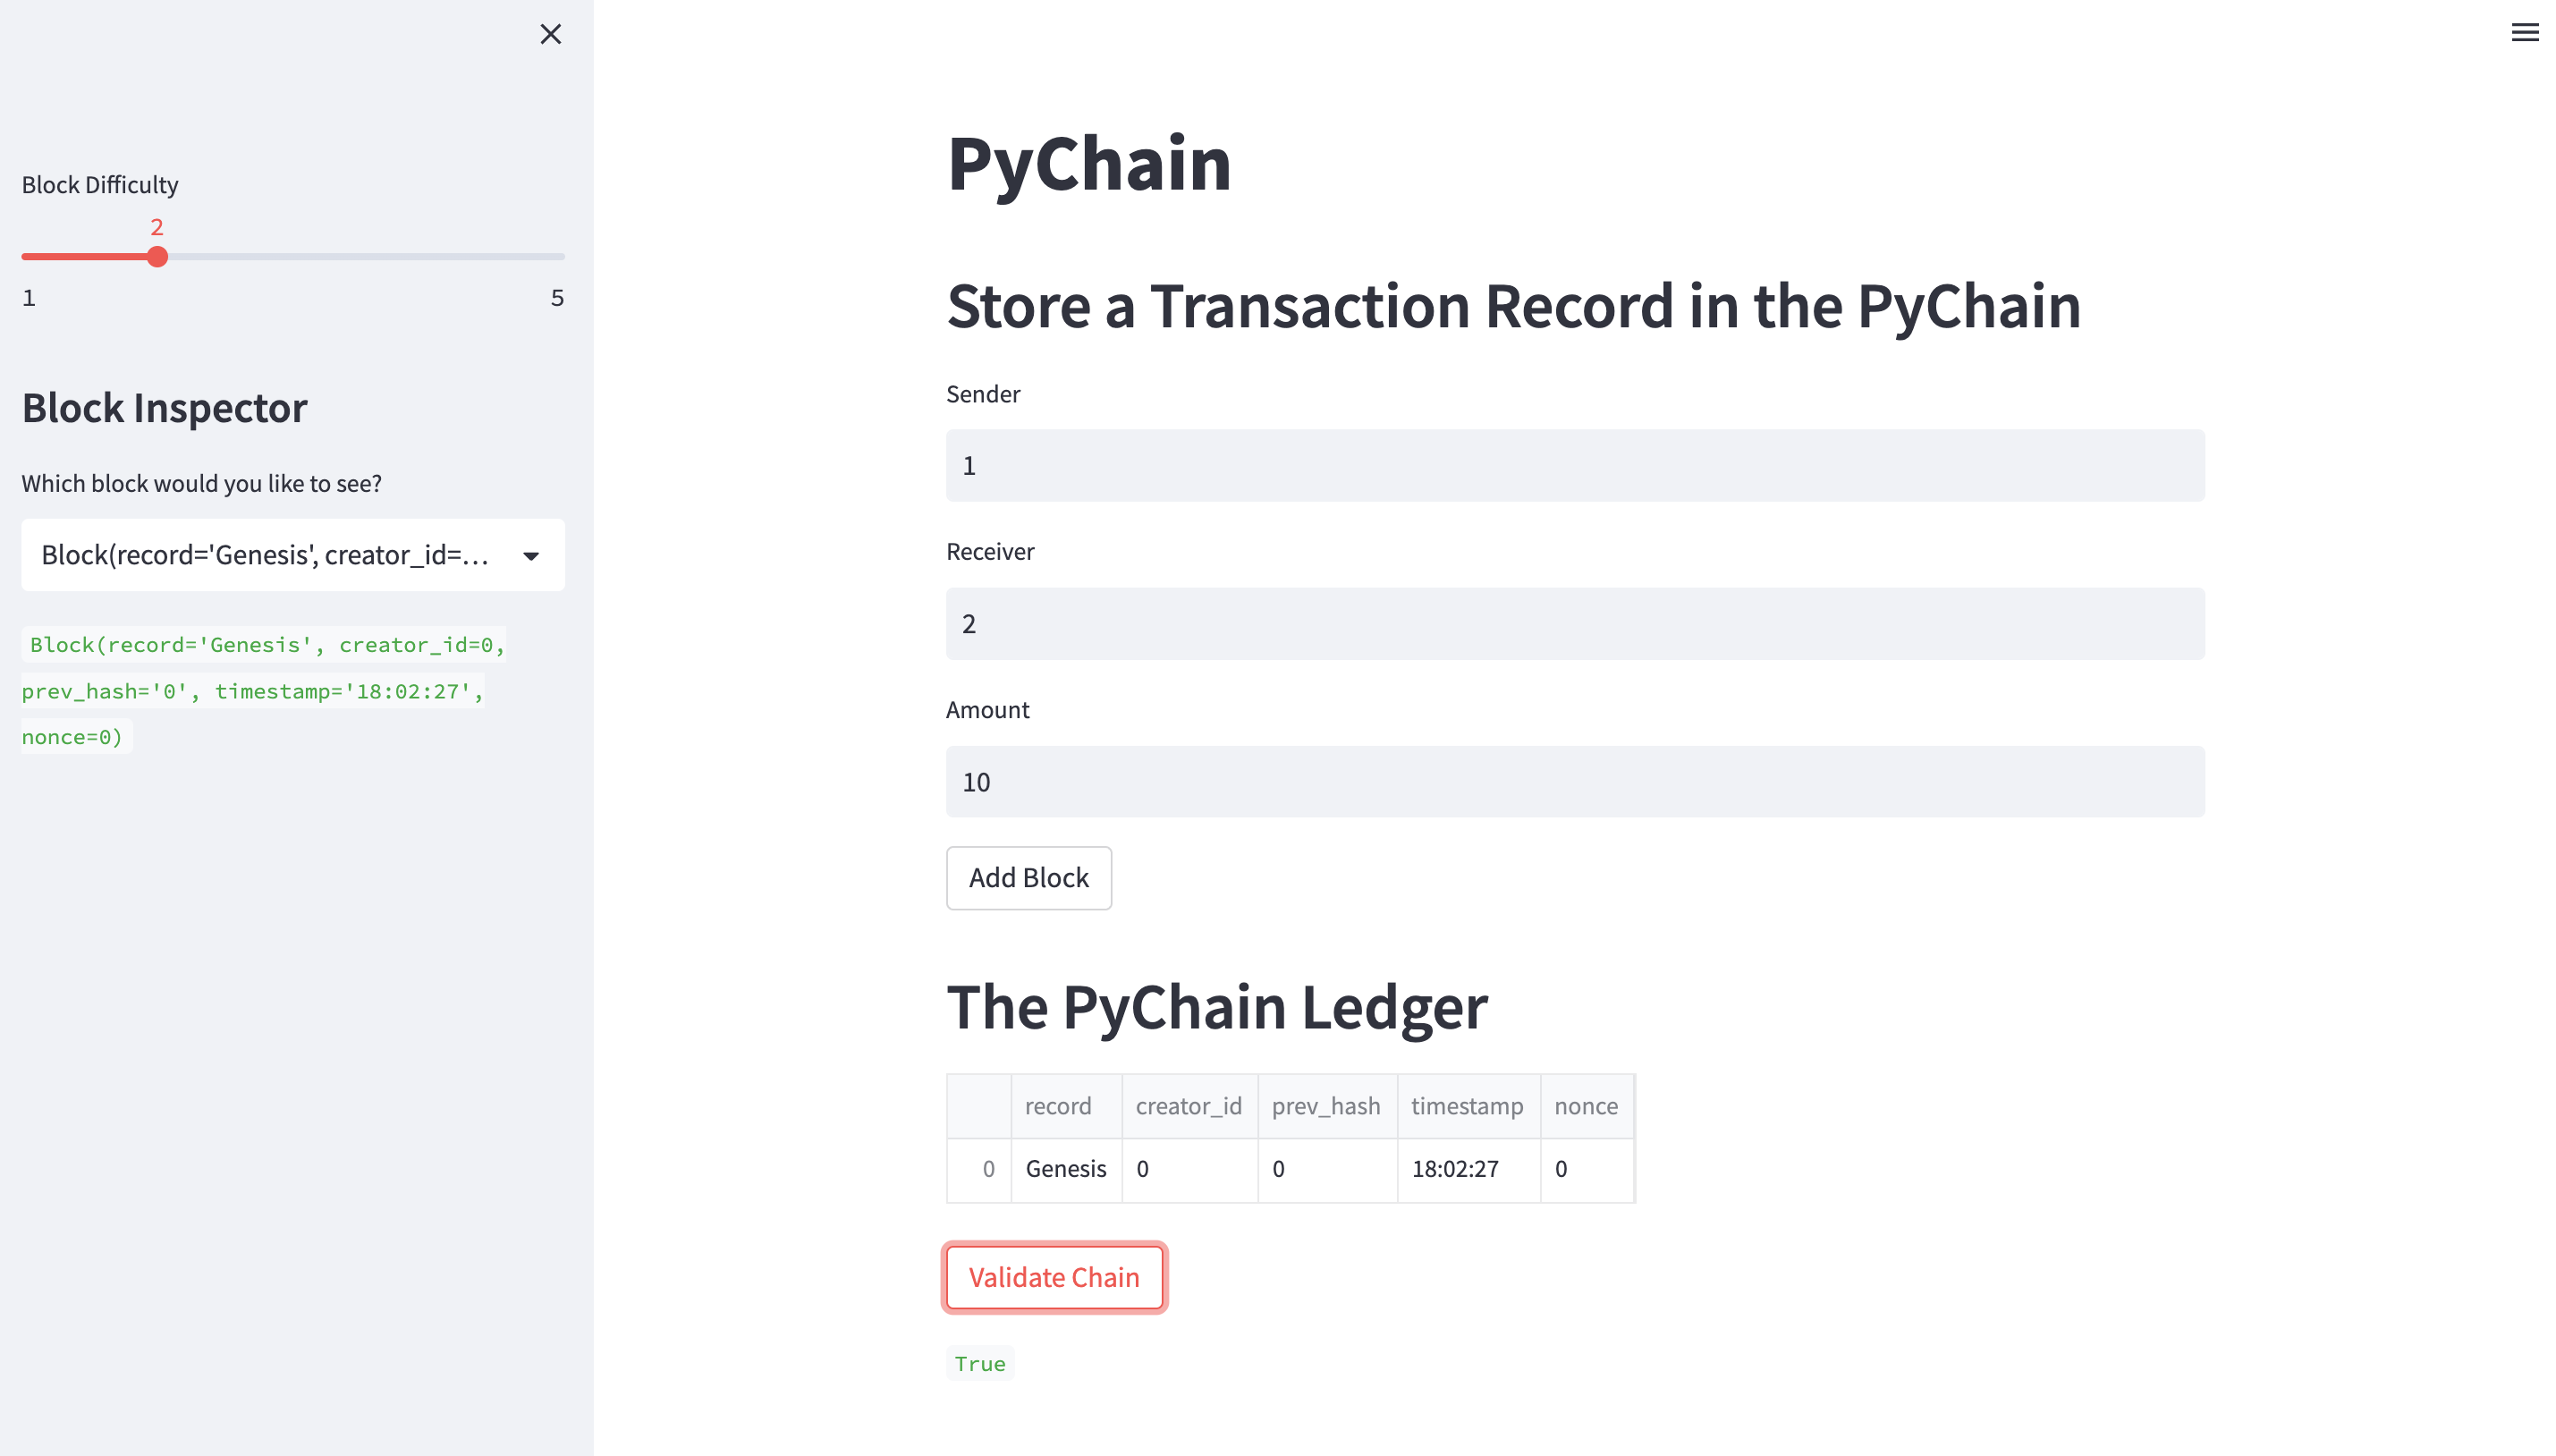 Block Difficulty
2
1 5
Block Inspector
Which block would you like to see?
Block(record='Genesis', creator_id=...
Block(record='Genesis', creator_id=0,
prev_hash='0', timestamp='18:02:27',
nonce=0)
PyChain
Store a Transaction Record in the PyChain
Sender
1
Receiver
2
Amount
10
Add Block
The PyChain Ledger
record creator_id prev_hash timestamp nonce
0 Genesis 0 0 18:02:27 0
Validate Chain
True